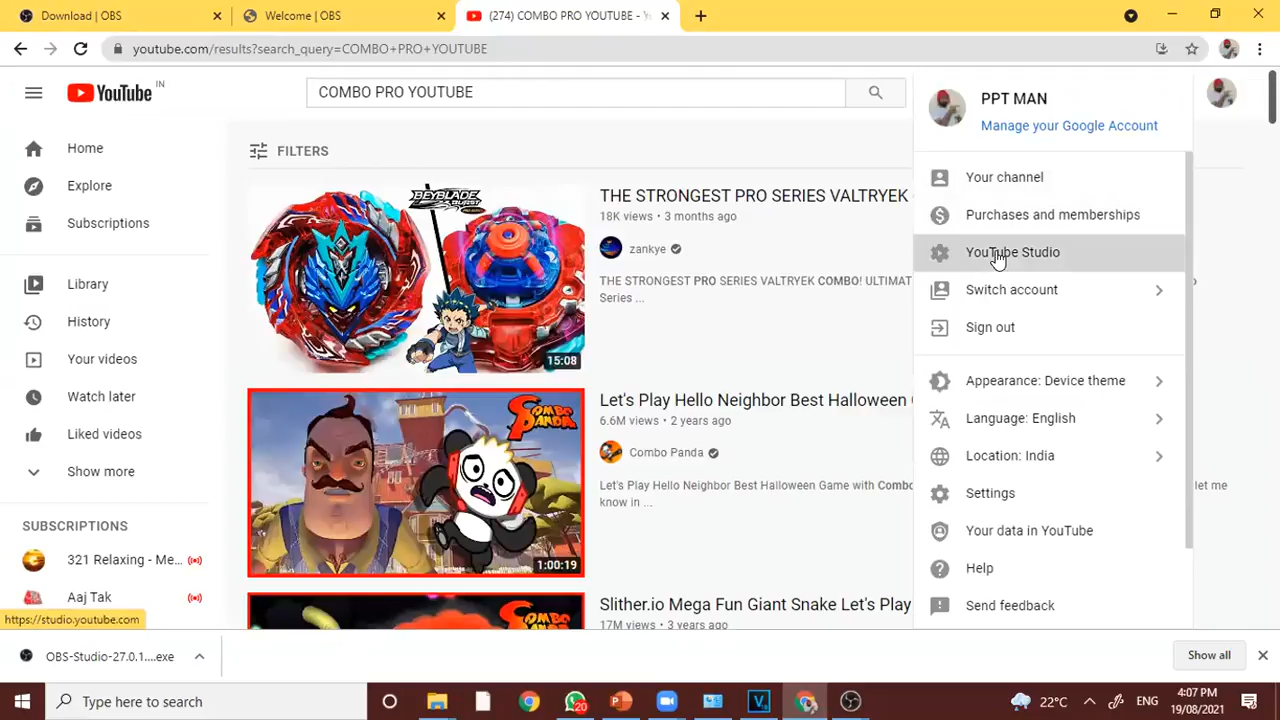 Download | OBS
Welcome | OBS
(274) COMBO PRO YOUTUBE - Y
youtube.com/results?search_query=COMBO+PRO+YOUTUBE
YouTube IN
COMBO PRO YOUTUBE
PPT MAN
Manage your Google Account
Home
Explore
Subscriptions
Library
History
Your videos
Watch later
Liked videos
Show more
SUBSCRIPTIONS
321 Relaxing - Me...
Aaj Tak
https://studio.youtube.com
FILTERS
BEYBLADE
BURST
15:08
THE STRONGEST PRO SERIES VALTRYEK
18K views • 3 months ago
zankye
THE STRONGEST PRO SERIES VALTRYEK COMBO! ULTIMAT
Series ...
COMBO
PANDA
1:00:19
Let's Play Hello Neighbor Best Halloween
6.6M views • 2 years ago
Combo Panda
Let's Play Hello Neighbor Best Halloween Game with Combo
let me
know in ...
Slither.io Mega Fun Giant Snake Let's Play
17M views • 3 years ago
Your channel
Purchases and memberships
YouTube Studio
Switch account
Sign out
Appearance: Device theme
Language: English
Location: India
Settings
Your data in YouTube
Help
Send feedback
OBS-Studio-27.0.1....exe
Show all
Type here to search
20
22°C
ENG
4:07 PM
19/08/2021